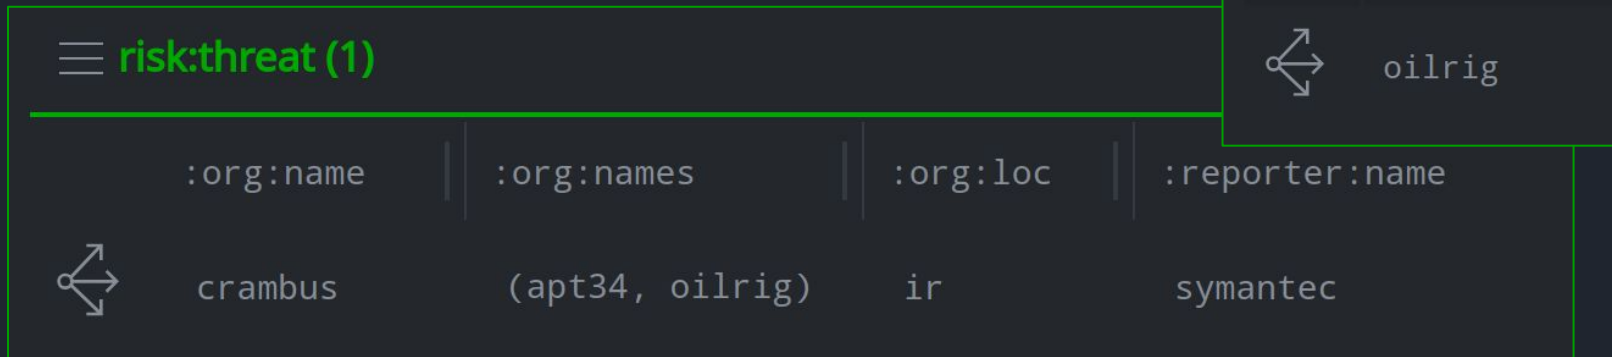 risk:threat (1)
oilrig
:org:name :org:names :org:loc :reporter:name
crambus (apt34, oilrig) ir symantec